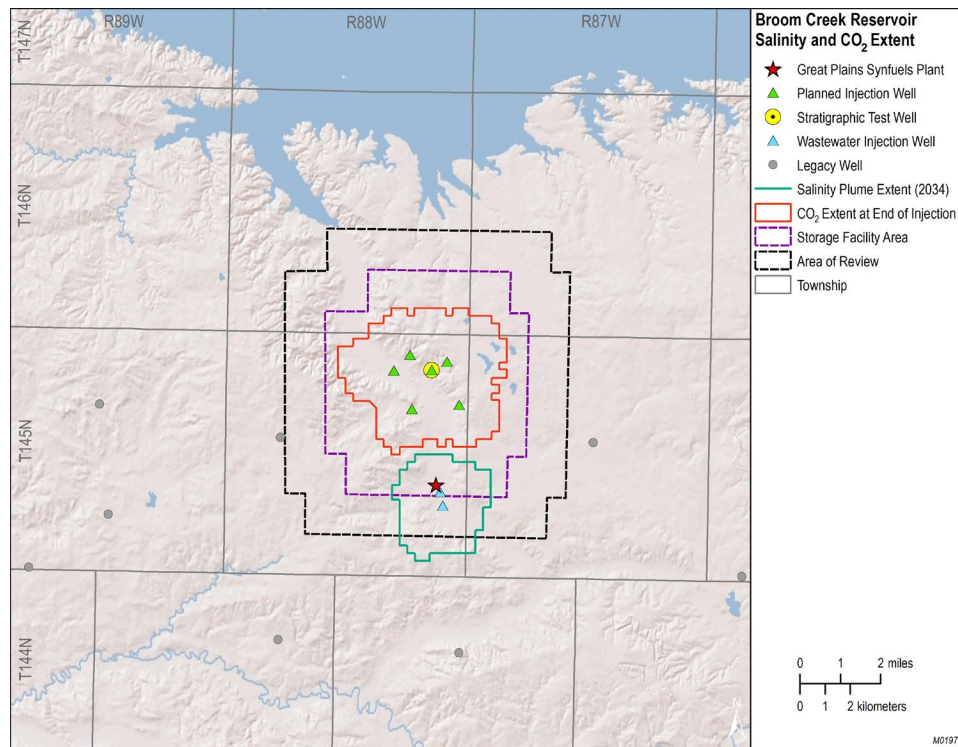 R89W
R88W
R87W
T147N
T146N
T145N
T144N
Broom Creek Reservoir
Salinity and CO₂ Extent
Great Plains Synfuels Plant
Planned Injection Well
Stratigraphic Test Well
Wastewater Injection Well
Legacy Well
Salinity Plume Extent (2034)
CO₂ Extent at End of Injection
Storage Facility Area
Area of Review
Township
0 1 2 miles
0 1 2 kilometers
M0197